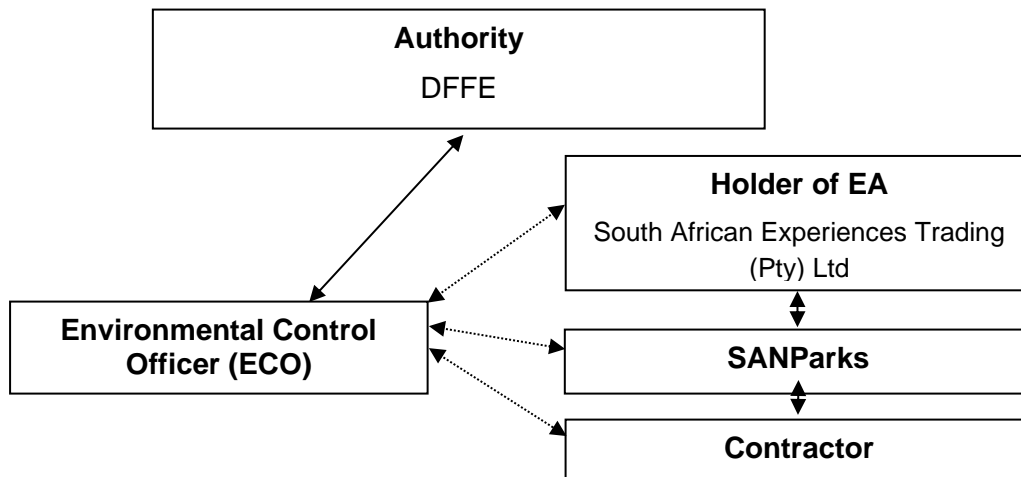 Authority
DFFE
Holder of EA
South African Experiences Trading
(Pty) Ltd
Environmental Control
Officer (ECO)
SANParks
Contractor